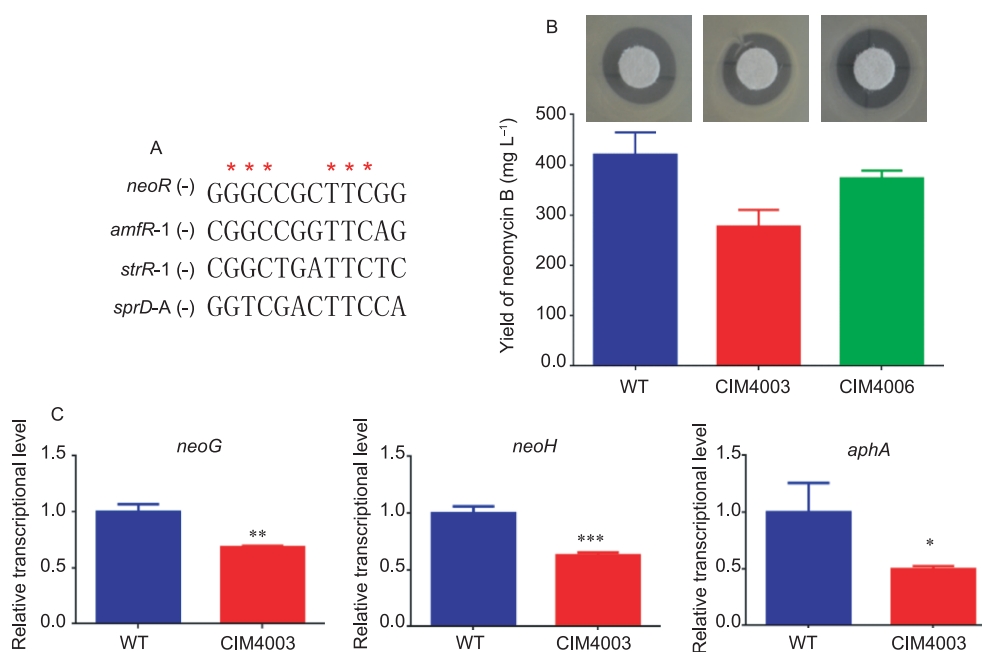 A
* * * * * *
neoR (-) GGGCCGCTTCGG
amfR-1 (-) CGGCCGGTTCAG
strR-1 (-) CGGCTGATTCTC
sprD-A (-) GGTCGACTTCCA
B
Yield of neomycin B (mg L⁻¹)
500
400
300
200
100
0.0
WT CIM4003 CIM4006
C
neoG
Relative transcriptional level
1.5
1.0
0.5
0.0
**
WT CIM4003
neoH
Relative transcriptional level
1.5
1.0
0.5
0.0
***
WT CIM4003
aphA
Relative transcriptional level
1.5
1.0
0.5
0.0
*
WT CIM4003